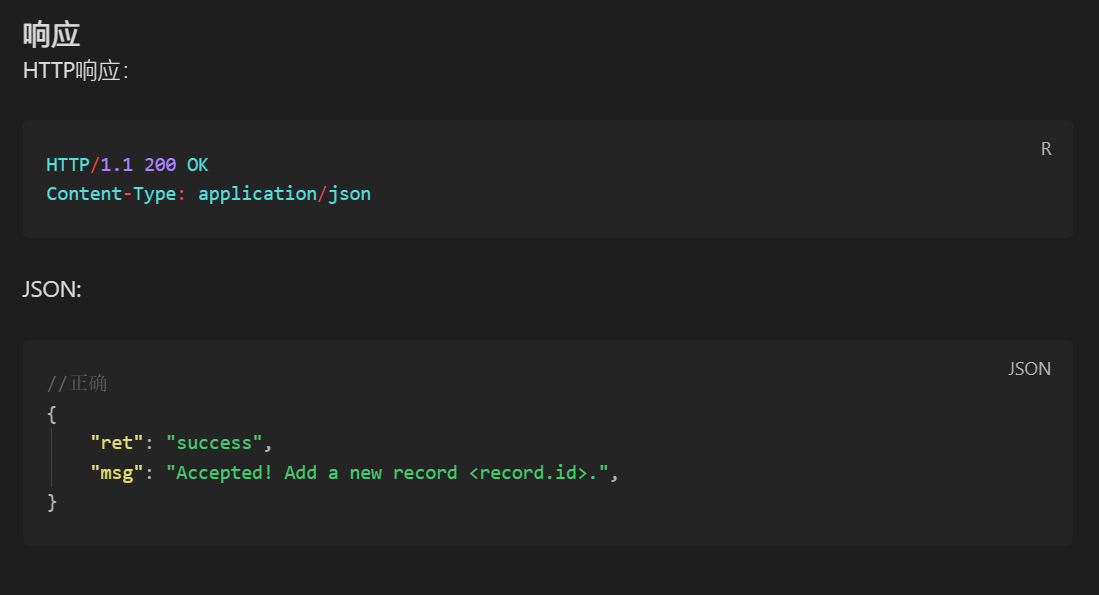 响应
HTTP响应：
R
HTTP/1.1 200 OK
Content-Type: application/json
JSON:
JSON
//正确
{
"ret": "success",
"msg": "Accepted! Add a new record <record.id>.",
}